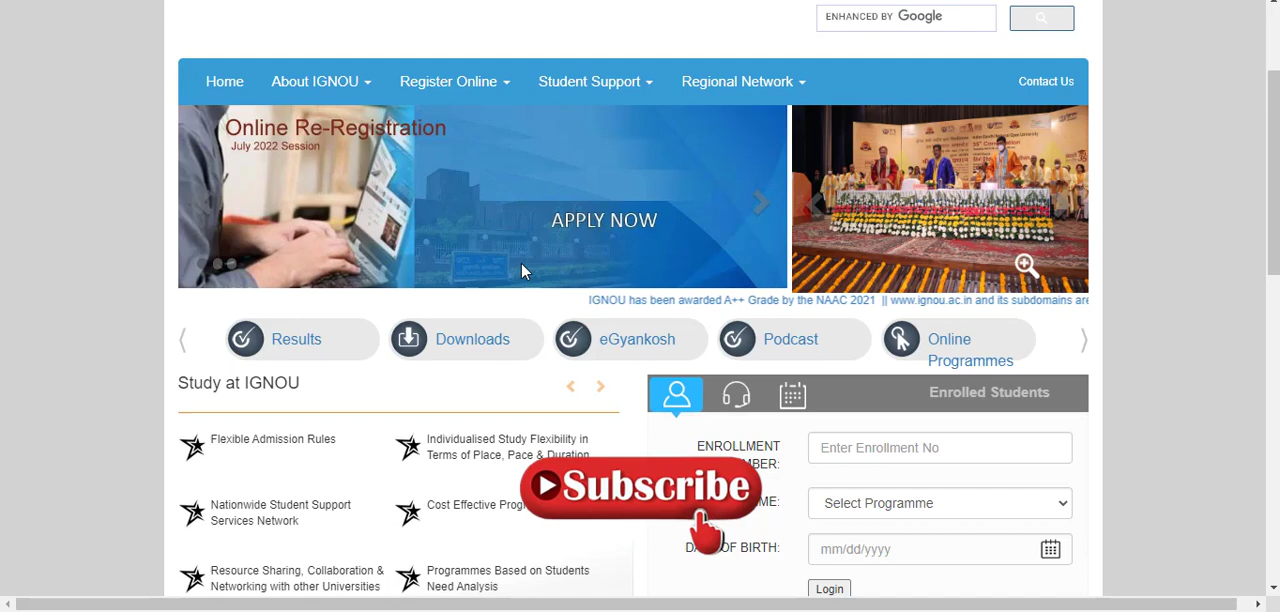 ENHANCED BY Google
Home
About IGNOU
Register Online
Student Support
Regional Network
Contact Us
Online Re-Registration
July 2022 Session
APPLY NOW
IGNOU has been awarded A++ Grade by the NAAC 2021 || www.ignou.ac.in and its subdomains are
Results
Downloads
eGyankosh
Podcast
Online
Programmes
Study at IGNOU
Enrolled Students
Flexible Admission Rules
Individualised Study Flexibility in
Terms of Place, Pace & Duration
ENROLLMENT
Enter Enrollment No
Subscribe
Nationwide Student Support
Services Network
Cost Effective
Select Programme
OF BIRTH:
mm/dd/yyyy
Resource Sharing, Collaboration &
Networking with other Universities
Programmes Based on Students
Need Analysis
Login